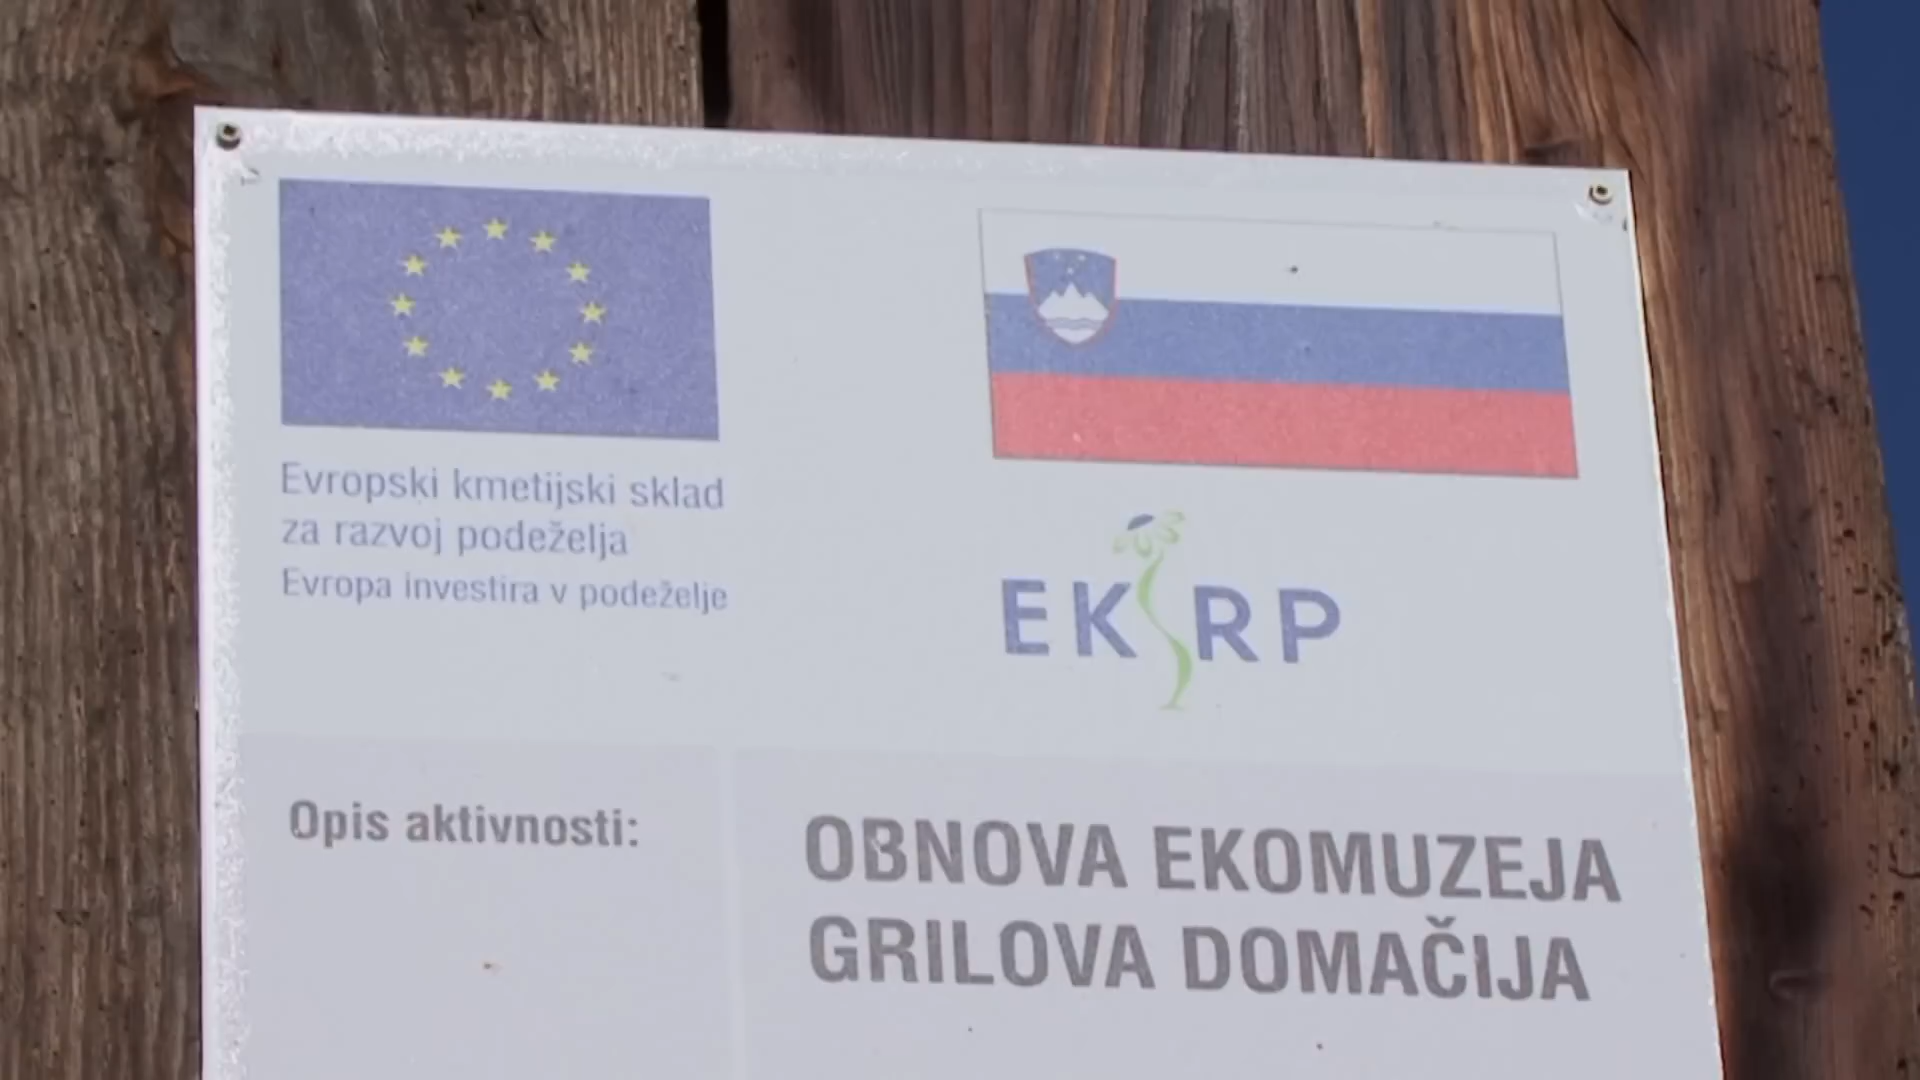 Evropski kmetijski sklad
za razvoj podeželja
Evropa investira v podeželje
EKSRP
Opis aktivnosti:
OBNOVA EKOMUZEJA
GRILOVA DOMAČIJA